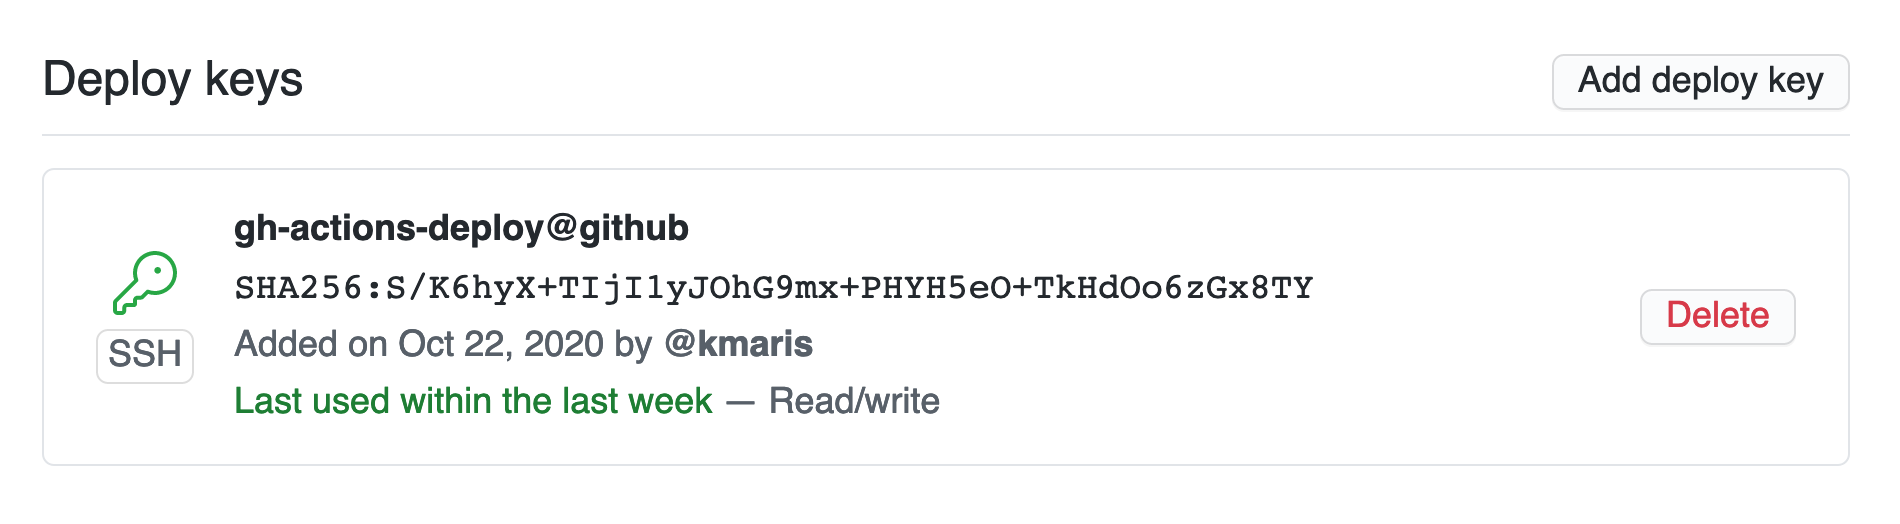 Deploy keys
Add deploy key
gh-actions-deploy@github
SHA256:S/K6hyX+TIjI1yJOhG9mx+PHYH5eO+TkHdOo6zGx8TY
SSH
Added on Oct 22, 2020 by @kmaris
Last used within the last week — Read/write
Delete